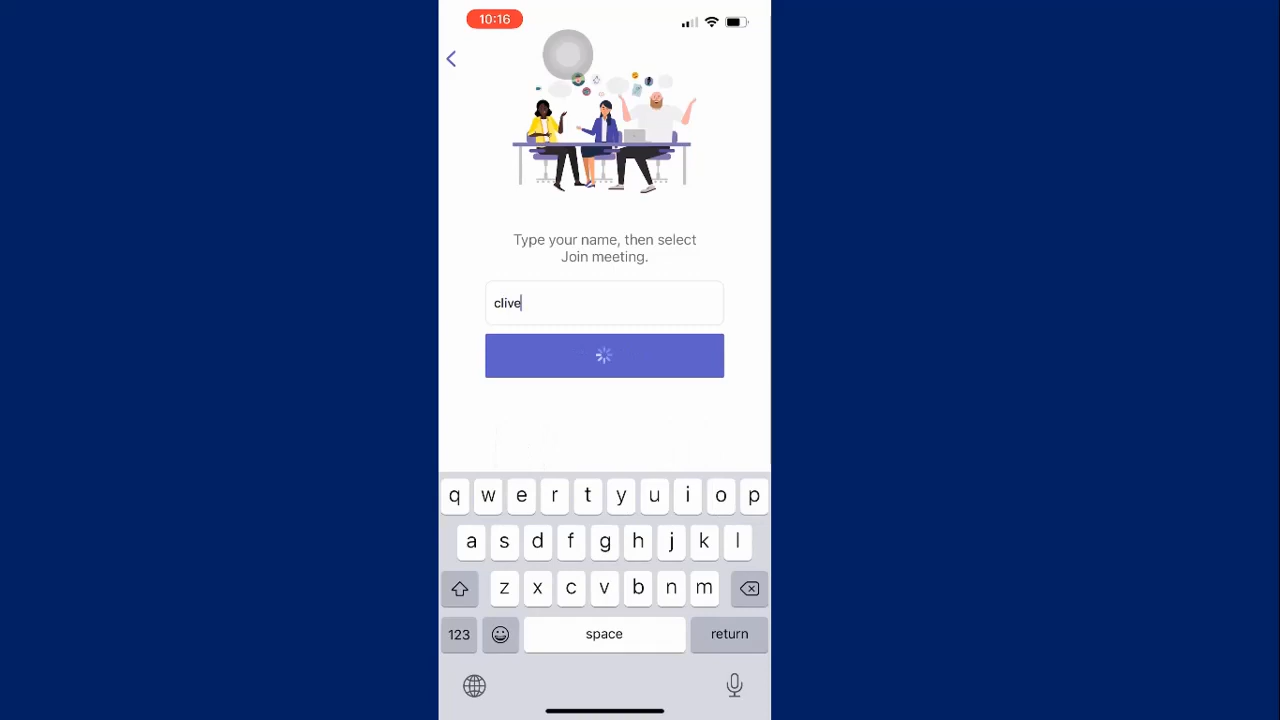 10:16
Type your name, then select
Join meeting.
clive
q w e r t y u i o p
a s d f g h j k l
z x c v b n m
123 space return